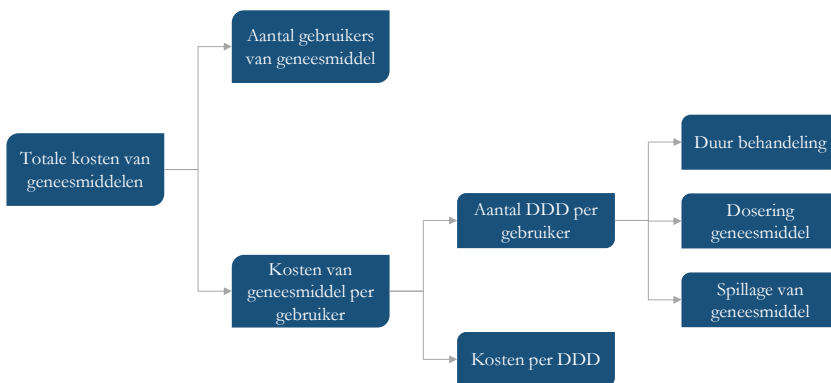 Aantal gebruikers
van geneesmiddel
Totale kosten van
geneesmiddelen
Kosten van
geneesmiddel per
gebruiker
Aantal DDD per
gebruiker
Kosten per DDD
Duur behandeling
Dosering
geneesmiddel
Spillage van
geneesmiddel